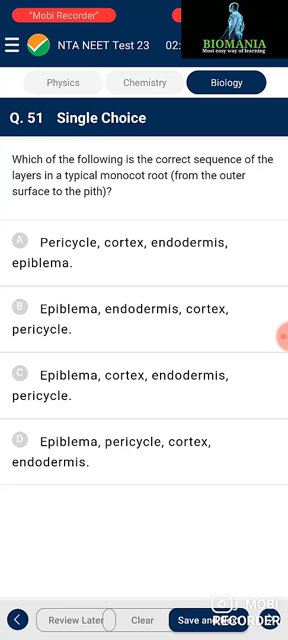 "Mobi Recorder"
BIOMANIA
Most easy way of learning
NTA NEET Test 23 02:
Physics Chemistry Biology
Q. 51 Single Choice
Which of the following is the correct sequence of the
layers in a typical monocot root (from the outer
surface to the pith)?
A Pericycle, cortex, endodermis,
epiblema.
B Epiblema, endodermis, cortex,
pericycle.
C Epiblema, cortex, endodermis,
pericycle.
D Epiblema, pericycle, cortex,
endodermis.
Review Later Clear Save and
MOBI
RECORDER